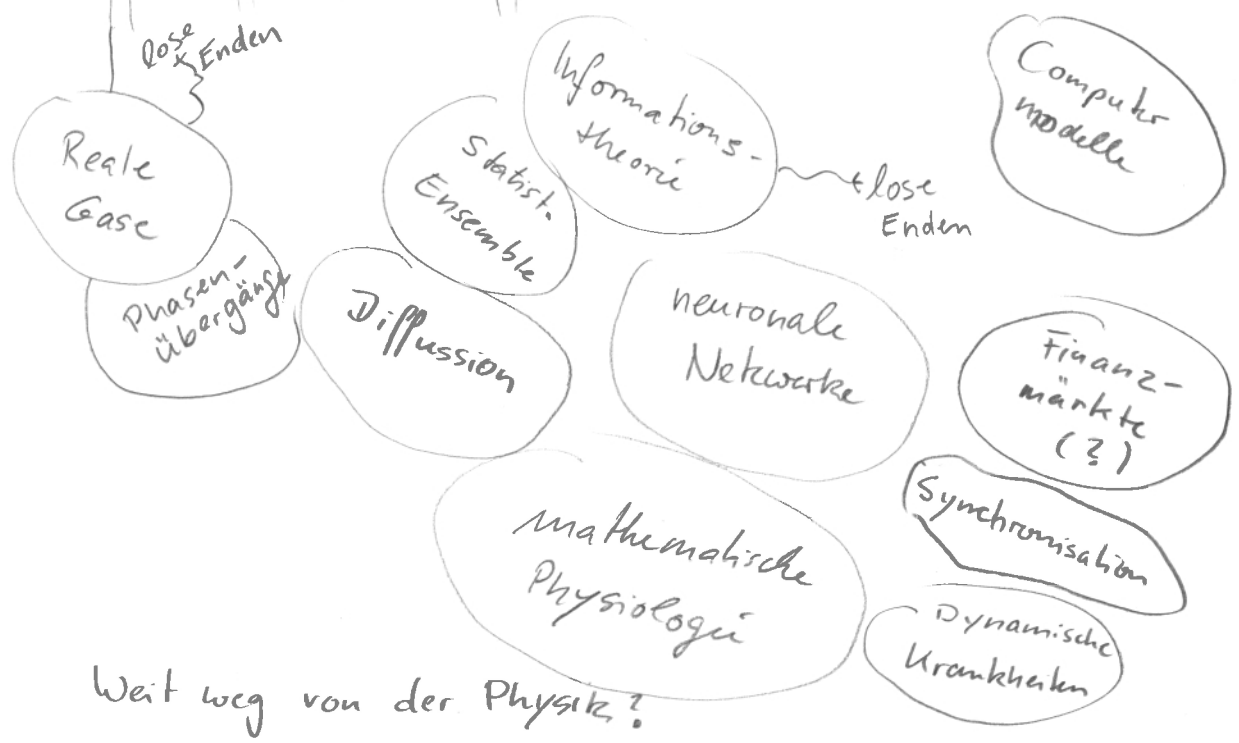 lose Enden
Reale
Gase
Phasen-
übergänge
Statist.
Ensemble
Informations-
theorie
lose
Enden
Computer
modelle
Diffussion
neuronale
Netzwerke
Finanz-
märkte
(?)
Synchronisation
mathematische
Physiologie
Dynamische
Krankheiten
Weit weg von der Physik?